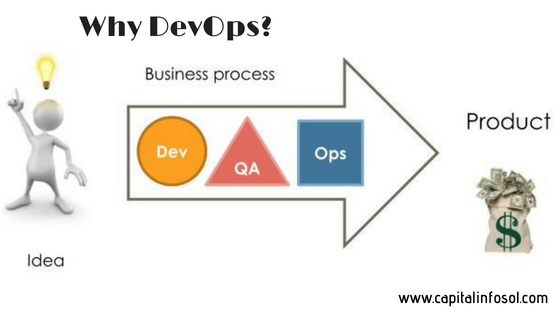 Why DevOps?
Business process
Dev
QA
Ops
Product
$
Idea
www.capitalinfosol.com